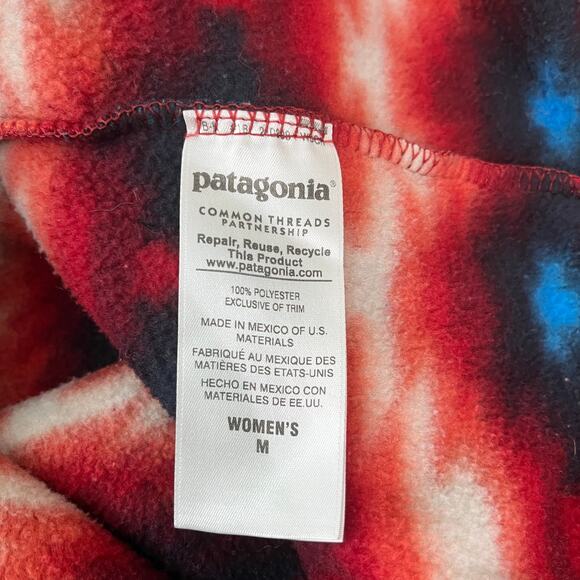 patagonia®
COMMON THREADS
PARTNERSHIP
Repair, Reuse, Recycle
This Product
www.patagonia.com
100% POLYESTER
EXCLUSIVE OF TRIM
MADE IN MEXICO OF U.S.
MATERIALS
FABRIQUÉ AU MEXIQUE DES
MATIÈRES DES ETATS-UNIS
HECHO EN MEXICO CON
MATERIALES DE EE.UU.
WOMEN'S
M